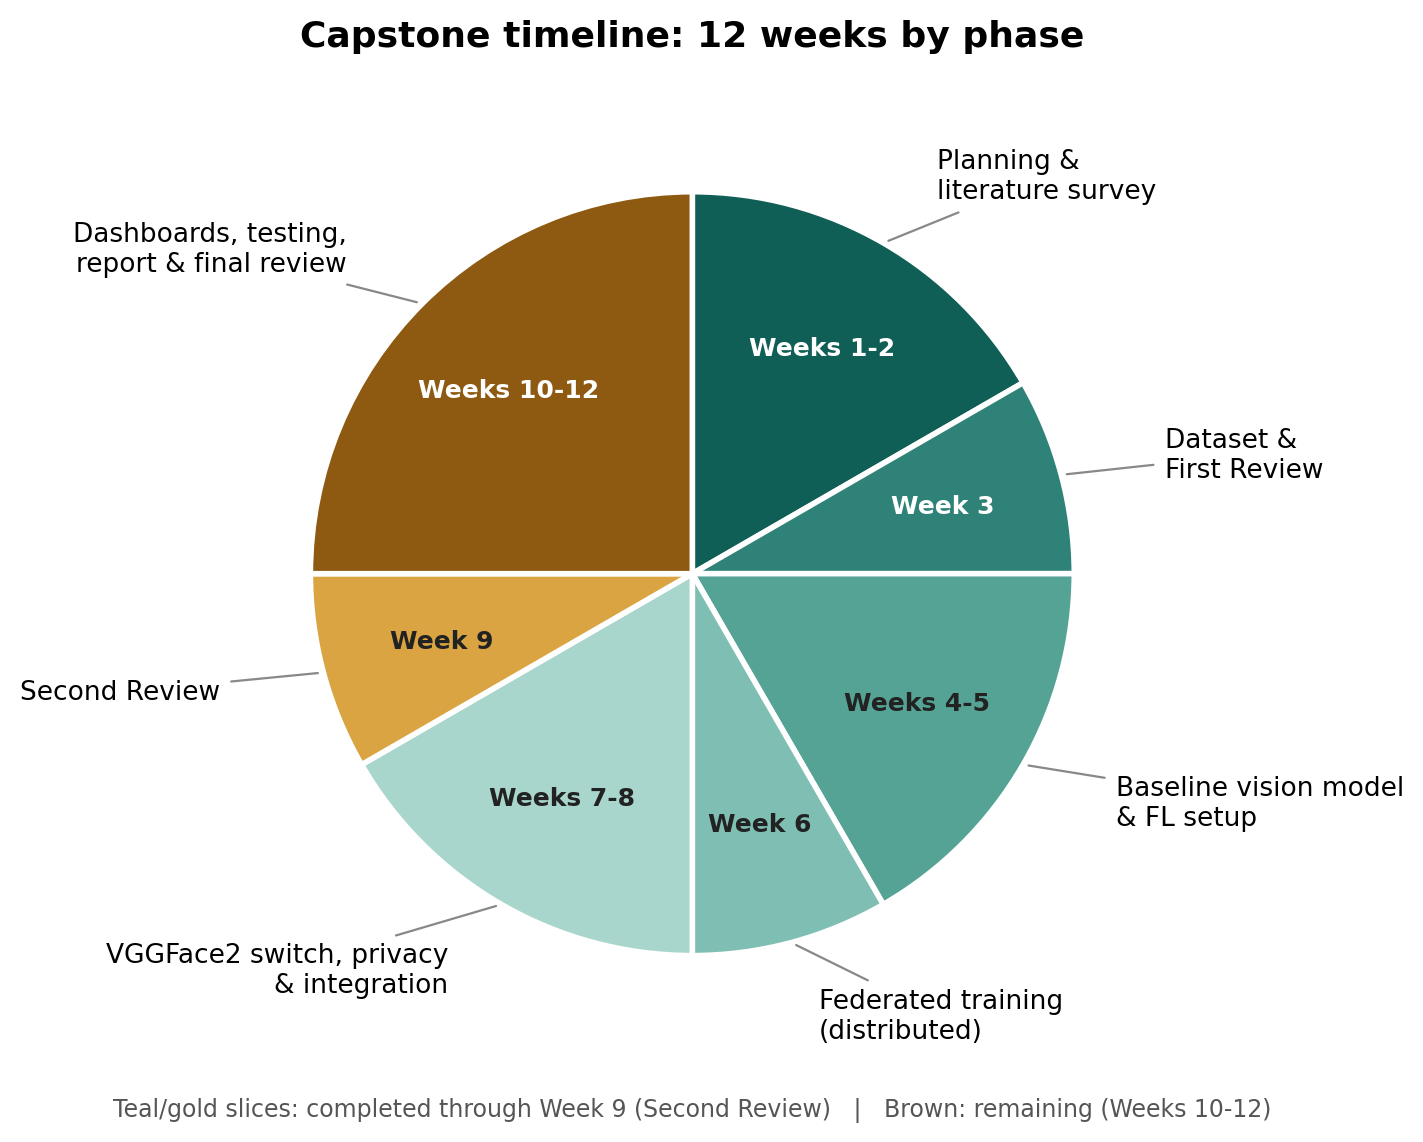 Capstone timeline: 12 weeks by phase
Planning &
literature survey
Weeks 1-2
Dataset &
First Review
Week 3
Baseline vision model
& FL setup
Weeks 4-5
Federated training
(distributed)
Week 6
VGGFace2 switch, privacy
& integration
Weeks 7-8
Second Review
Week 9
Dashboards, testing,
report & final review
Weeks 10-12
Teal/gold slices: completed through Week 9 (Second Review)   |   Brown: remaining (Weeks 10-12)